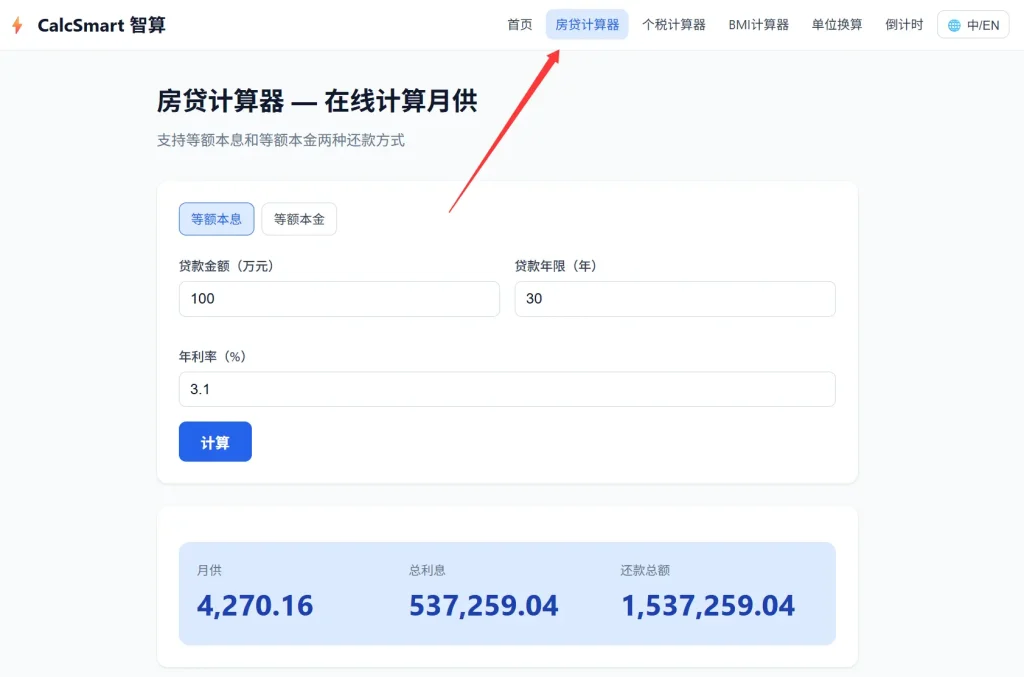 CalcSmart 智算
首页 房贷计算器 个税计算器 BMI计算器 单位换算 倒计时 中/EN
房贷计算器 — 在线计算月供
支持等额本息和等额本金两种还款方式
等额本息 等额本金
贷款金额（万元） 贷款年限（年）
100 30
年利率（%）
3.1
计算
月供 总利息 还款总额
4,270.16 537,259.04 1,537,259.04